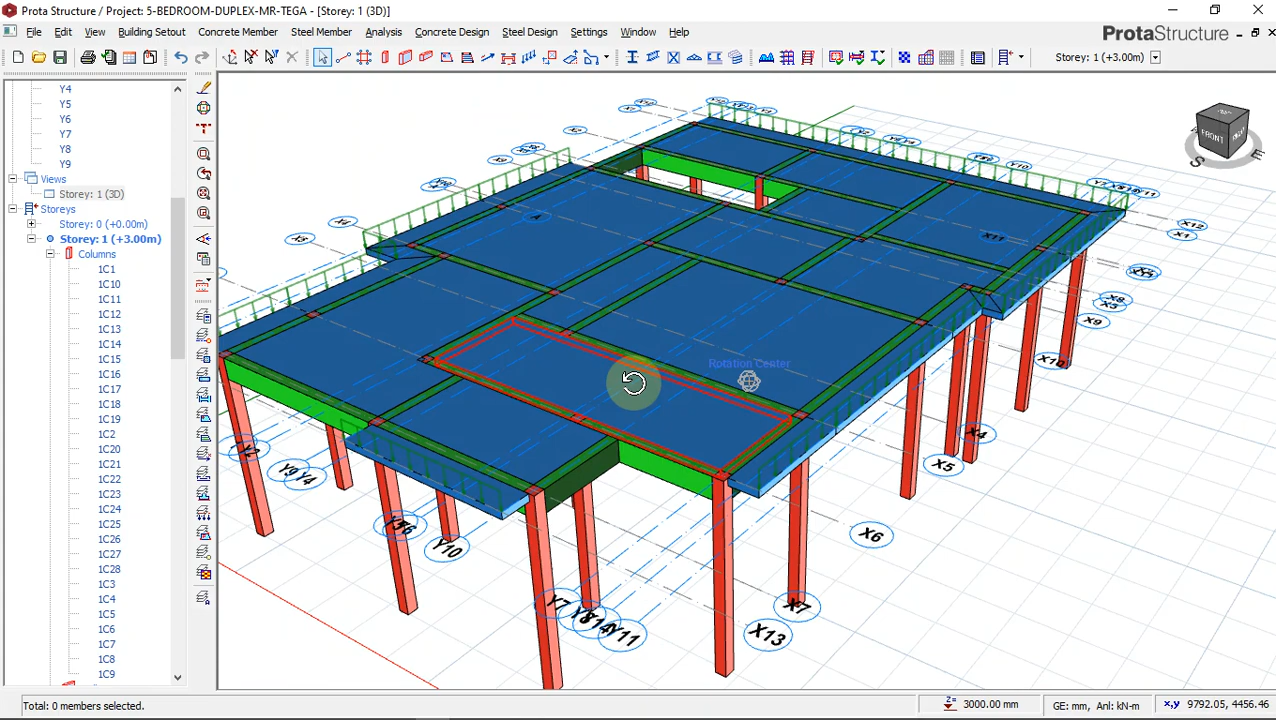 Prota Structure / Project: 5-BEDROOM-DUPLEX-MR-TEGA - [Storey: 1 (3D)]
File Edit View Building Setout Concrete Member Steel Member Analysis Concrete Design Steel Design Settings Window Help
ProtaStructure
Storey: 1 (+3.00m)
Y4
Y5
Y6
Y7
Y8
Y9
Views
Storey: 1 (3D)
Storeys
Storey: 0 (+0.00m)
Storey: 1 (+3.00m)
Columns
1C1
1C10
1C11
1C12
1C13
1C14
1C15
1C16
1C17
1C18
1C19
1C2
1C20
1C21
1C22
1C23
1C24
1C25
1C26
1C27
1C28
1C3
1C4
1C5
1C6
1C7
1C8
1C9
FRONT
S
E
X12
X1
X9
X11
Rotation Center
X4
X5
X6
X7
X13
Y10
Y7
Y11
Total: 0 members selected.
Z= 3000.00 mm
GE: mm, Anl: kN-m
x,y 9792.05, 4456.46